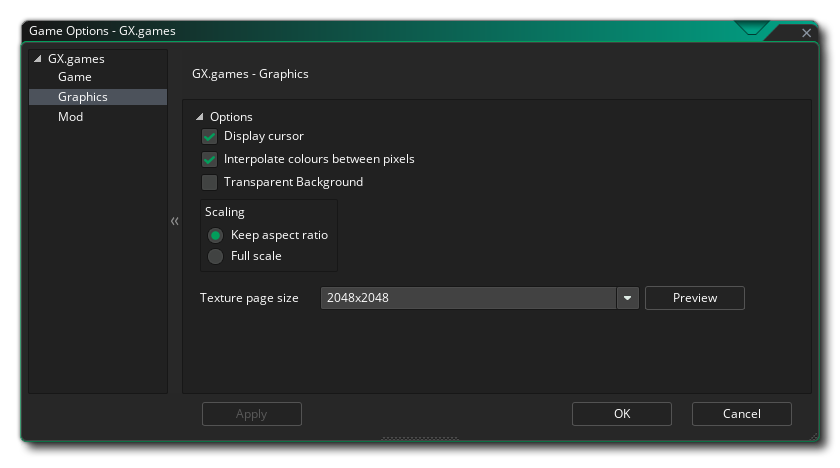 Game Options - GX.games
GX.games
Game
Graphics
Mod
GX.games - Graphics
Options
Display cursor
Interpolate colours between pixels
Transparent Background
Scaling
Keep aspect ratio
Full scale
Texture page size
2048x2048
Preview
Apply
OK
Cancel